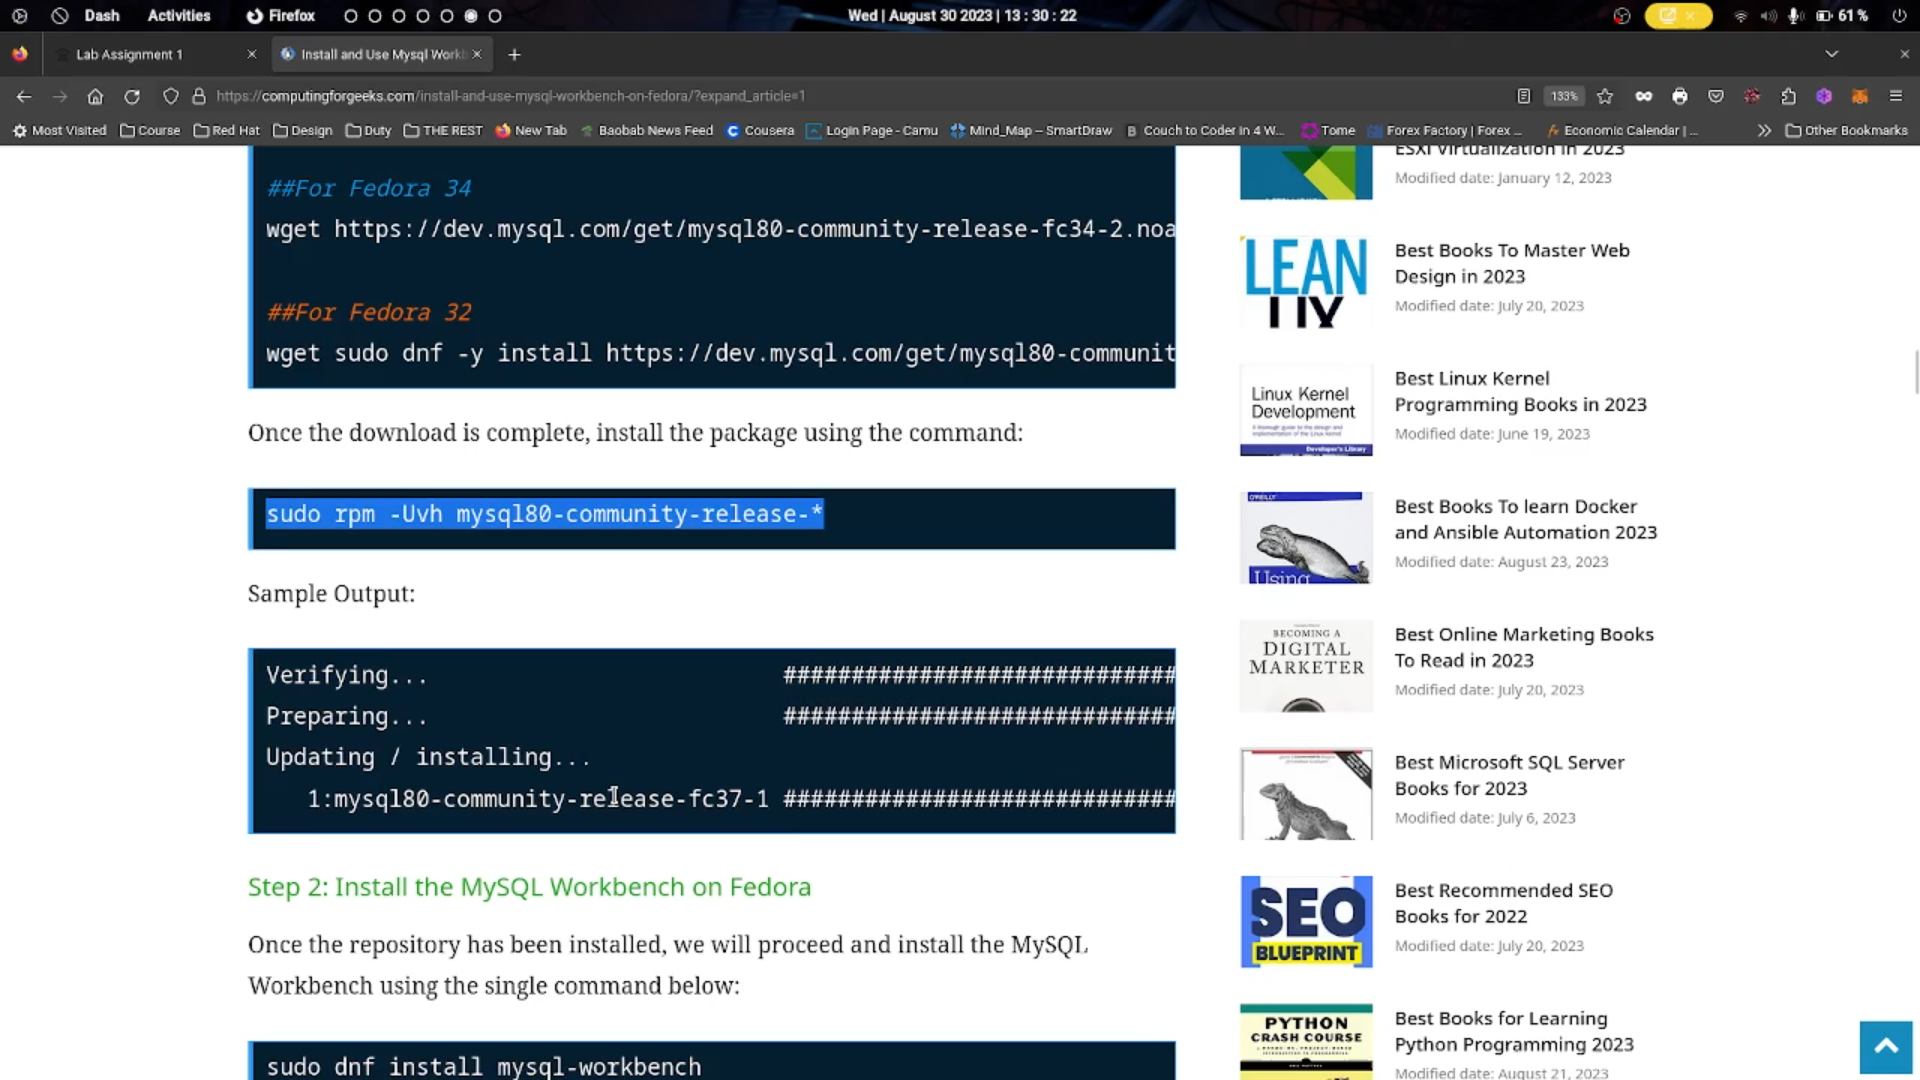 Dash
Activities
Firefox
Wed | August 30 2023 | 13 : 30 : 22
61 %
Lab Assignment 1
Install and Use Mysql Workb
https://computingforgeeks.com/install-and-use-mysql-workbench-on-fedora/?expand_article=1
133%
Most Visited
Course
Red Hat
Design
Duty
THE REST
New Tab
Baobab News Feed
Cousera
Login Page - Camu
Mind_Map — SmartDraw
Couch to Coder in 4 W...
Tome
Forex Factory | Forex ...
Economic Calendar | ...
Other Bookmarks
##For Fedora 34
wget https://dev.mysql.com/get/mysql80-community-release-fc34-2.noa
##For Fedora 32
wget sudo dnf -y install https://dev.mysql.com/get/mysql80-communit
Once the download is complete, install the package using the command:
sudo rpm -Uvh mysql80-community-release-*
Sample Output:
Verifying... #############################
Preparing... #############################
Updating / installing...
1:mysql80-community-release-fc37-1 #############################
Step 2: Install the MySQL Workbench on Fedora
Once the repository has been installed, we will proceed and install the MySQL
Workbench using the single command below:
sudo dnf install mysql-workbench
ESXI Virtualization in 2023
Modified date: January 12, 2023
LEAN
UX
Best Books To Master Web
Design in 2023
Modified date: July 20, 2023
Linux Kernel
Development
Developer's Library
Best Linux Kernel
Programming Books in 2023
Modified date: June 19, 2023
O'REILLY
Using
Best Books To learn Docker
and Ansible Automation 2023
Modified date: August 23, 2023
BECOMING A
DIGITAL
MARKETER
Best Online Marketing Books
To Read in 2023
Modified date: July 20, 2023
Best Microsoft SQL Server
Books for 2023
Modified date: July 6, 2023
SEO
BLUEPRINT
Best Recommended SEO
Books for 2022
Modified date: July 20, 2023
PYTHON
CRASH COURSE
Best Books for Learning
Python Programming 2023
Modified date: August 21, 2023